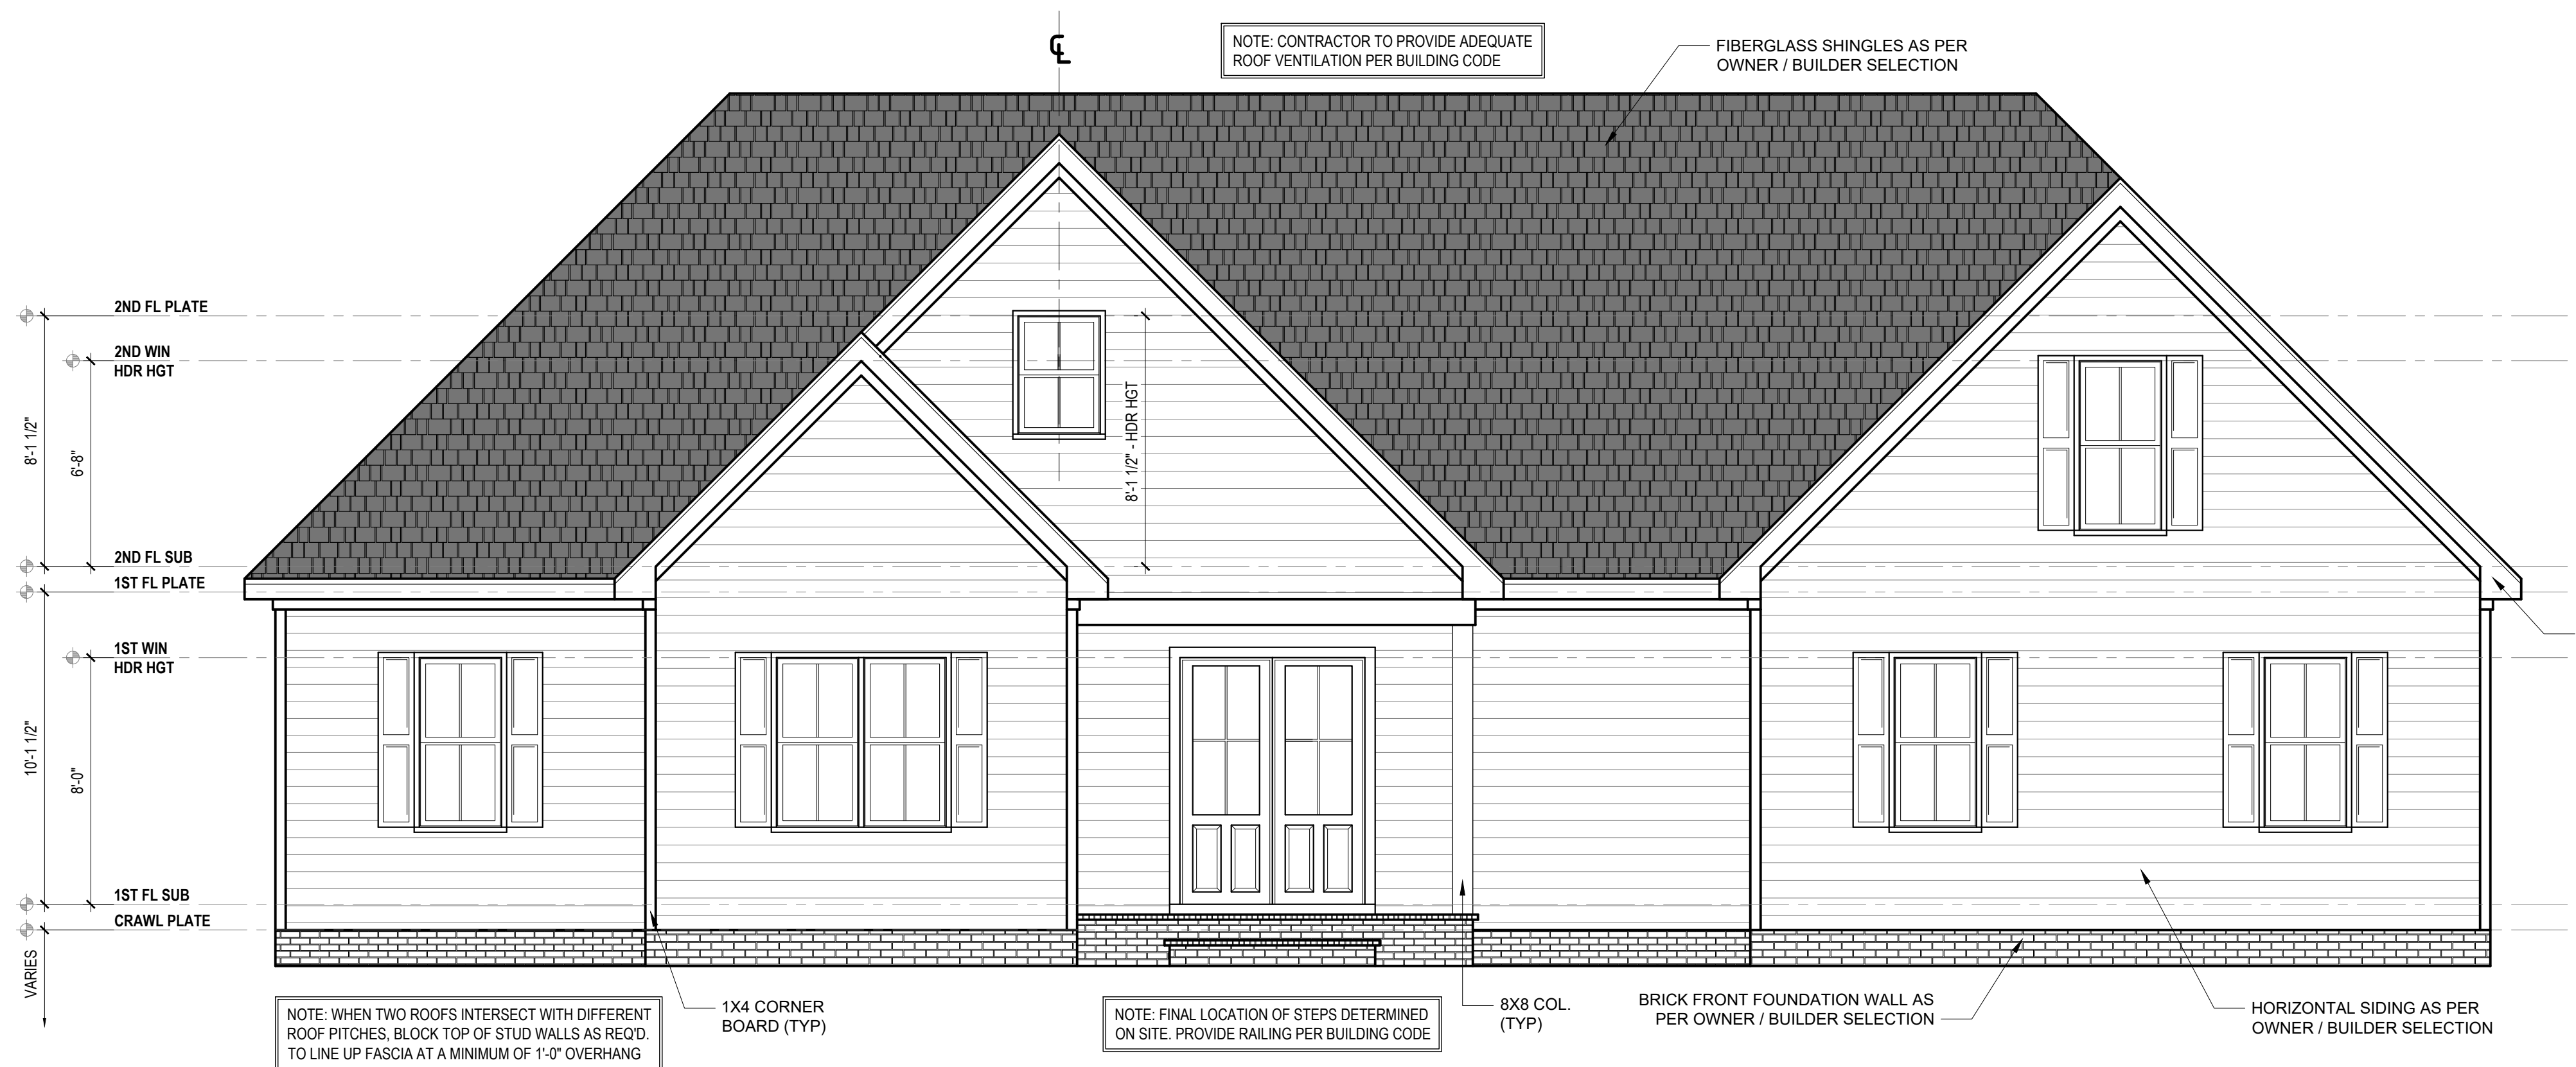 ℄
NOTE: CONTRACTOR TO PROVIDE ADEQUATE
ROOF VENTILATION PER BUILDING CODE
FIBERGLASS SHINGLES AS PER
OWNER / BUILDER SELECTION
2ND FL PLATE
2ND WIN
HDR HGT
8'-1 1/2"
6'-8"
8'-1 1/2" - HDR HGT
2ND FL SUB
1ST FL PLATE
1ST WIN
HDR HGT
10'-1 1/2"
8'-0"
1ST FL SUB
CRAWL PLATE
VARIES
NOTE: WHEN TWO ROOFS INTERSECT WITH DIFFERENT
ROOF PITCHES, BLOCK TOP OF STUD WALLS AS REQ'D.
TO LINE UP FASCIA AT A MINIMUM OF 1'-0" OVERHANG
1X4 CORNER
BOARD (TYP)
NOTE: FINAL LOCATION OF STEPS DETERMINED
ON SITE. PROVIDE RAILING PER BUILDING CODE
8X8 COL.
(TYP)
BRICK FRONT FOUNDATION WALL AS
PER OWNER / BUILDER SELECTION
HORIZONTAL SIDING AS PER
OWNER / BUILDER SELECTION